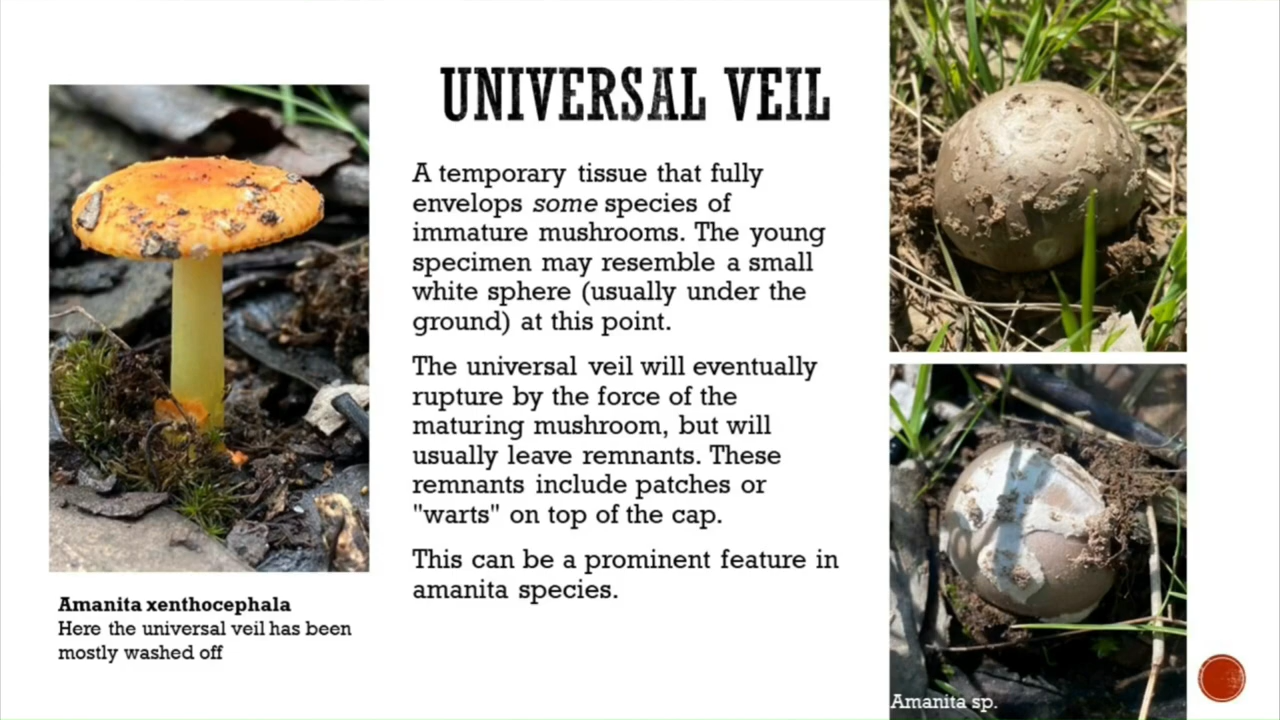 UNIVERSAL VEIL
A temporary tissue that fully
envelops some species of
immature mushrooms. The young
specimen may resemble a small
white sphere (usually under the
ground) at this point.
The universal veil will eventually
rupture by the force of the
maturing mushroom, but will
usually leave remnants. These
remnants include patches or
"warts" on top of the cap.
This can be a prominent feature in
amanita species.
Amanita xenthocephala
Here the universal veil has been
mostly washed off
Amanita sp.